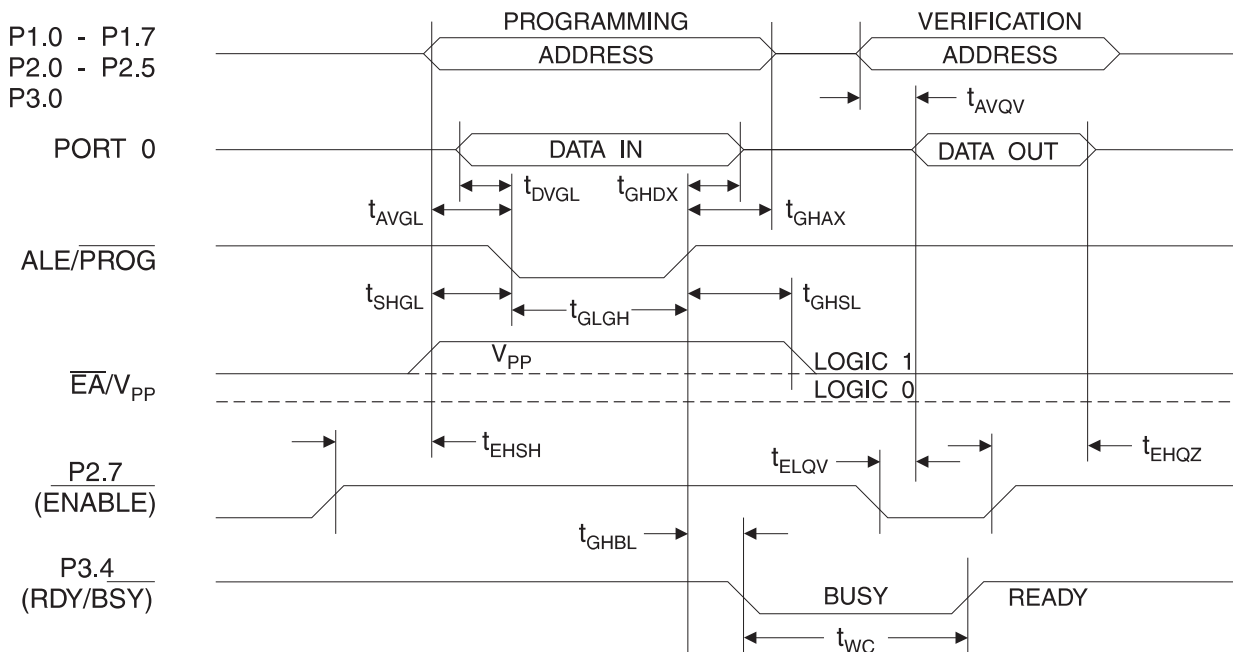 PROGRAMMING VERIFICATION
P1.0 - P1.7
P2.0 - P2.5
P3.0
ADDRESS ADDRESS
tAVQV
PORT 0 DATA IN DATA OUT
tDVGL tGHDX
tAVGL tGHAX
ALE/PROG
tSHGL tGLGH tGHSL
VPP LOGIC 1
EA/VPP LOGIC 0
tEHSH tELQV tEHQZ
P2.7
(ENABLE)
tGHBL
P3.4
(RDY/BSY) BUSY READY
tWC